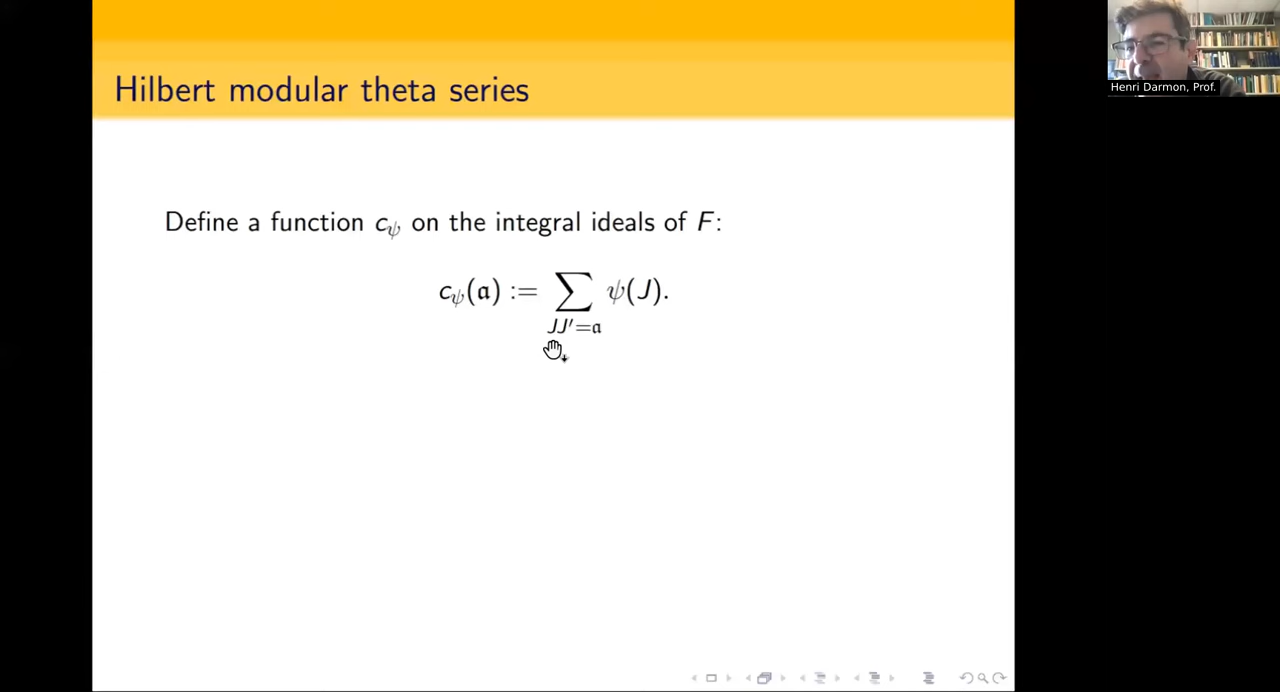 Hilbert modular theta series
Henri Darmon, Prof.
Define a function c_ψ on the integral ideals of F:
c_ψ(𝔞) := ∑_{JJ′=𝔞} ψ(J).